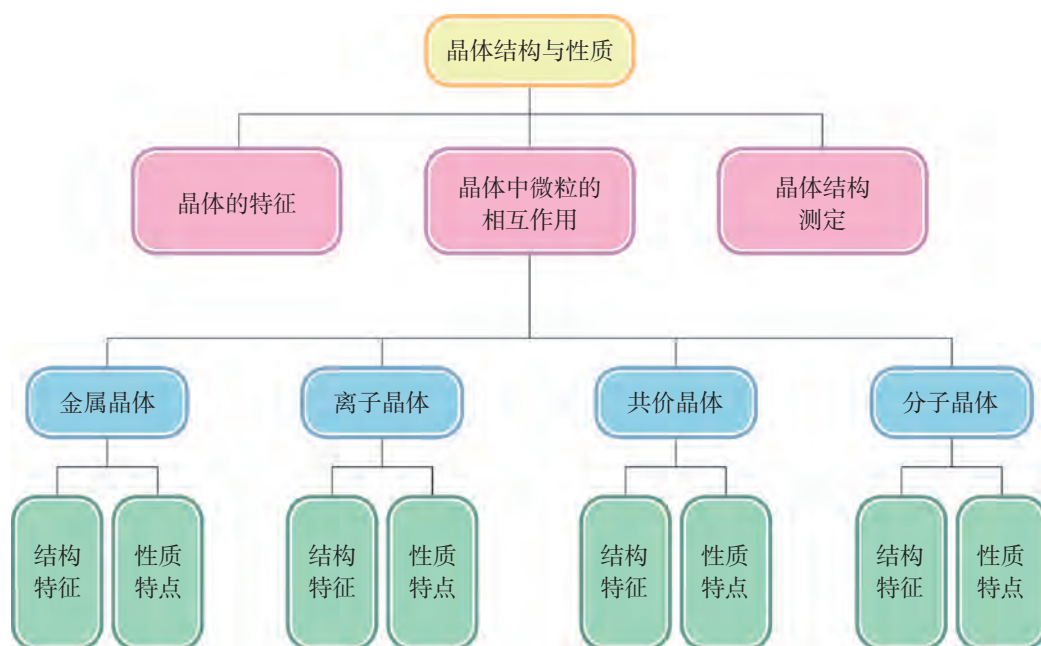 晶体结构与性质
晶体的特征
晶体中微粒的
相互作用
晶体结构
测定
金属晶体
离子晶体
共价晶体
分子晶体
结构
特征
性质
特点
结构
特征
性质
特点
结构
特征
性质
特点
结构
特征
性质
特点